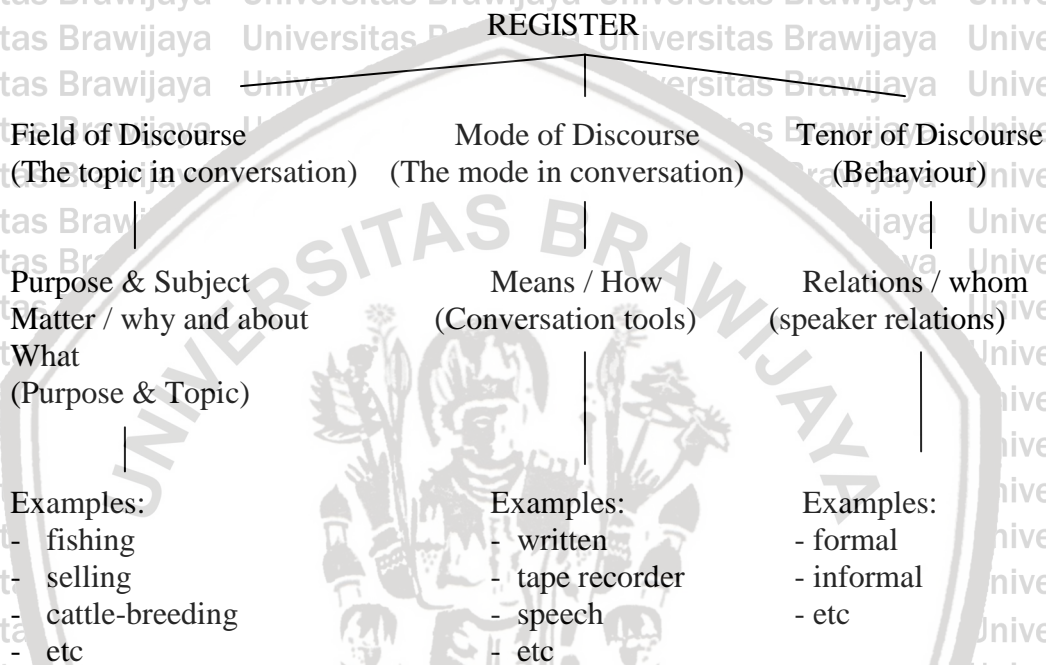 REGISTER
Field of Discourse
(The topic in conversation)
Mode of Discourse
(The mode in conversation)
Tenor of Discourse
(Behaviour)
Purpose & Subject
Matter / why and about
What
(Purpose & Topic)
Means / How
(Conversation tools)
Relations / whom
(speaker relations)
Examples:
- fishing
- selling
- cattle-breeding
- etc
Examples:
- written
- tape recorder
- speech
- etc
Examples:
- formal
- informal
- etc
UNIVERSITAS BRAWIJAYA